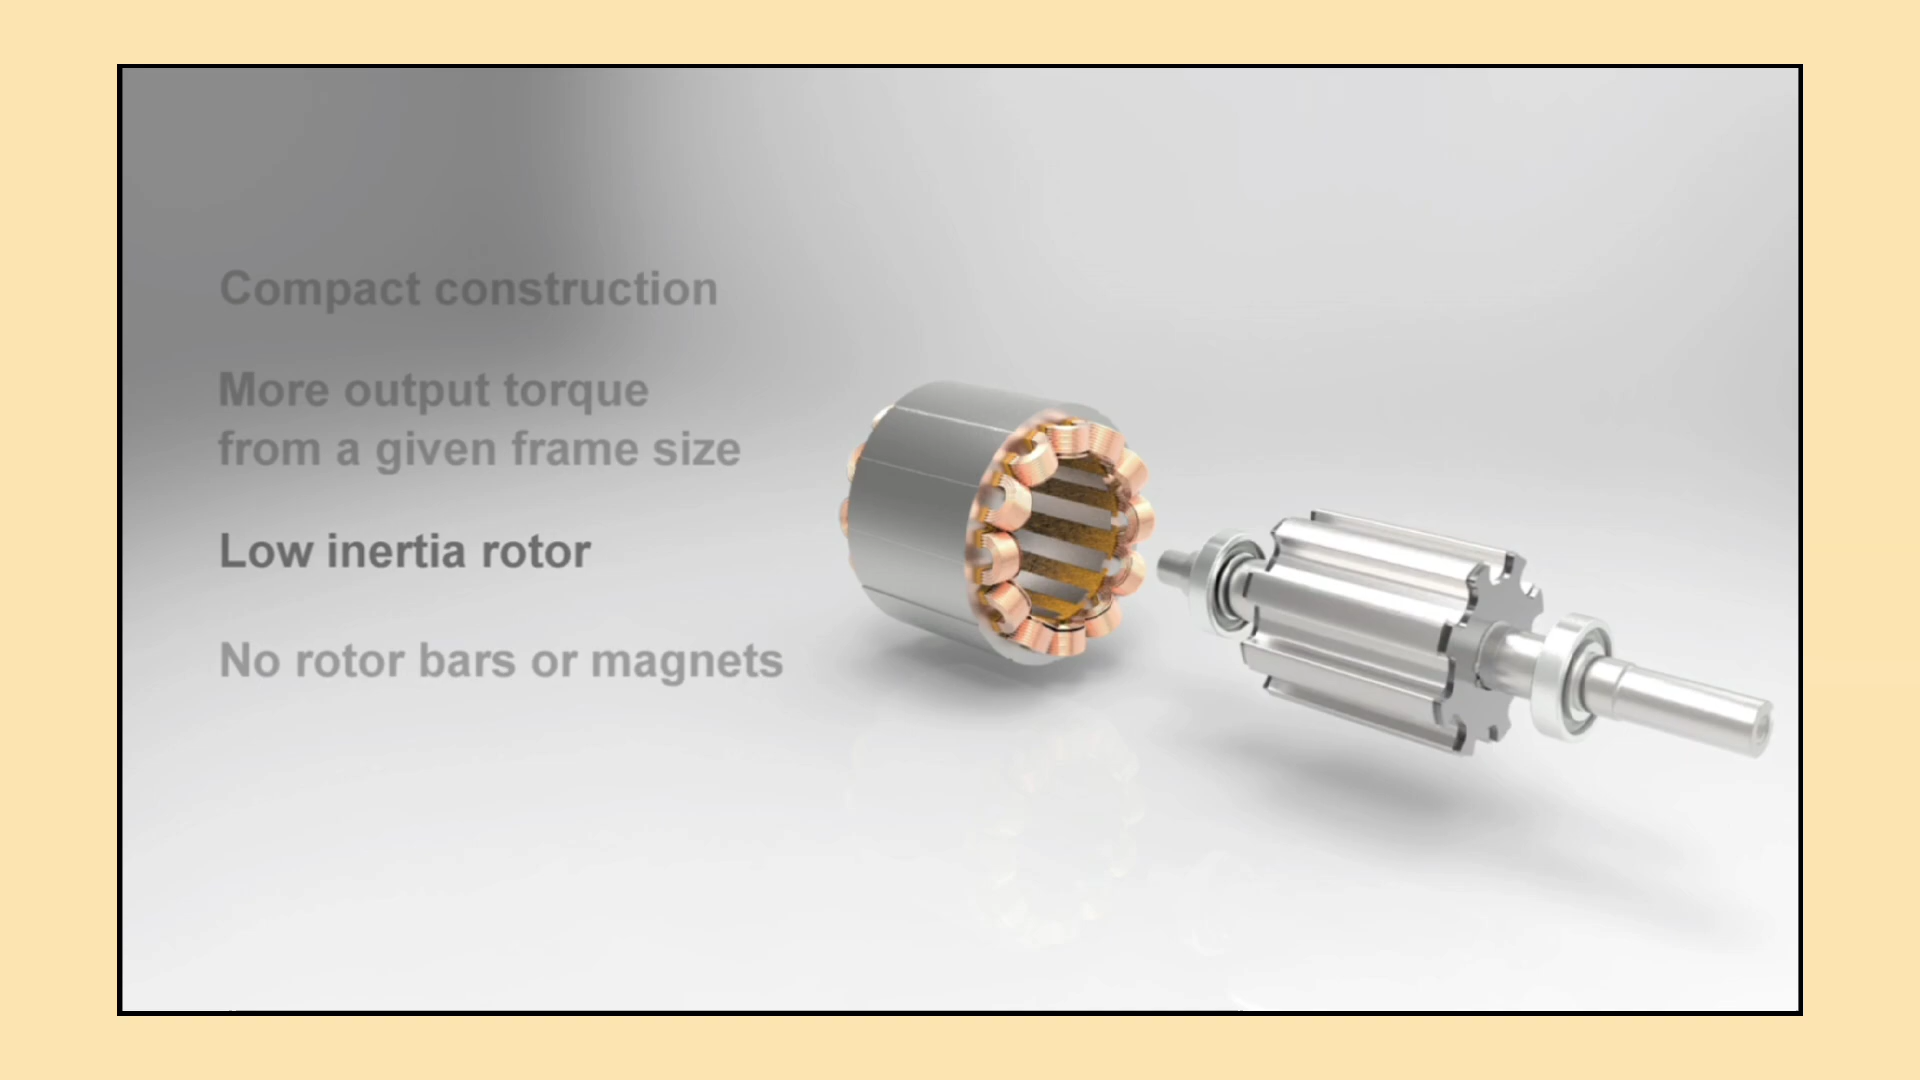 Compact construction
More output torque
from a given frame size
Low inertia rotor
No rotor bars or magnets